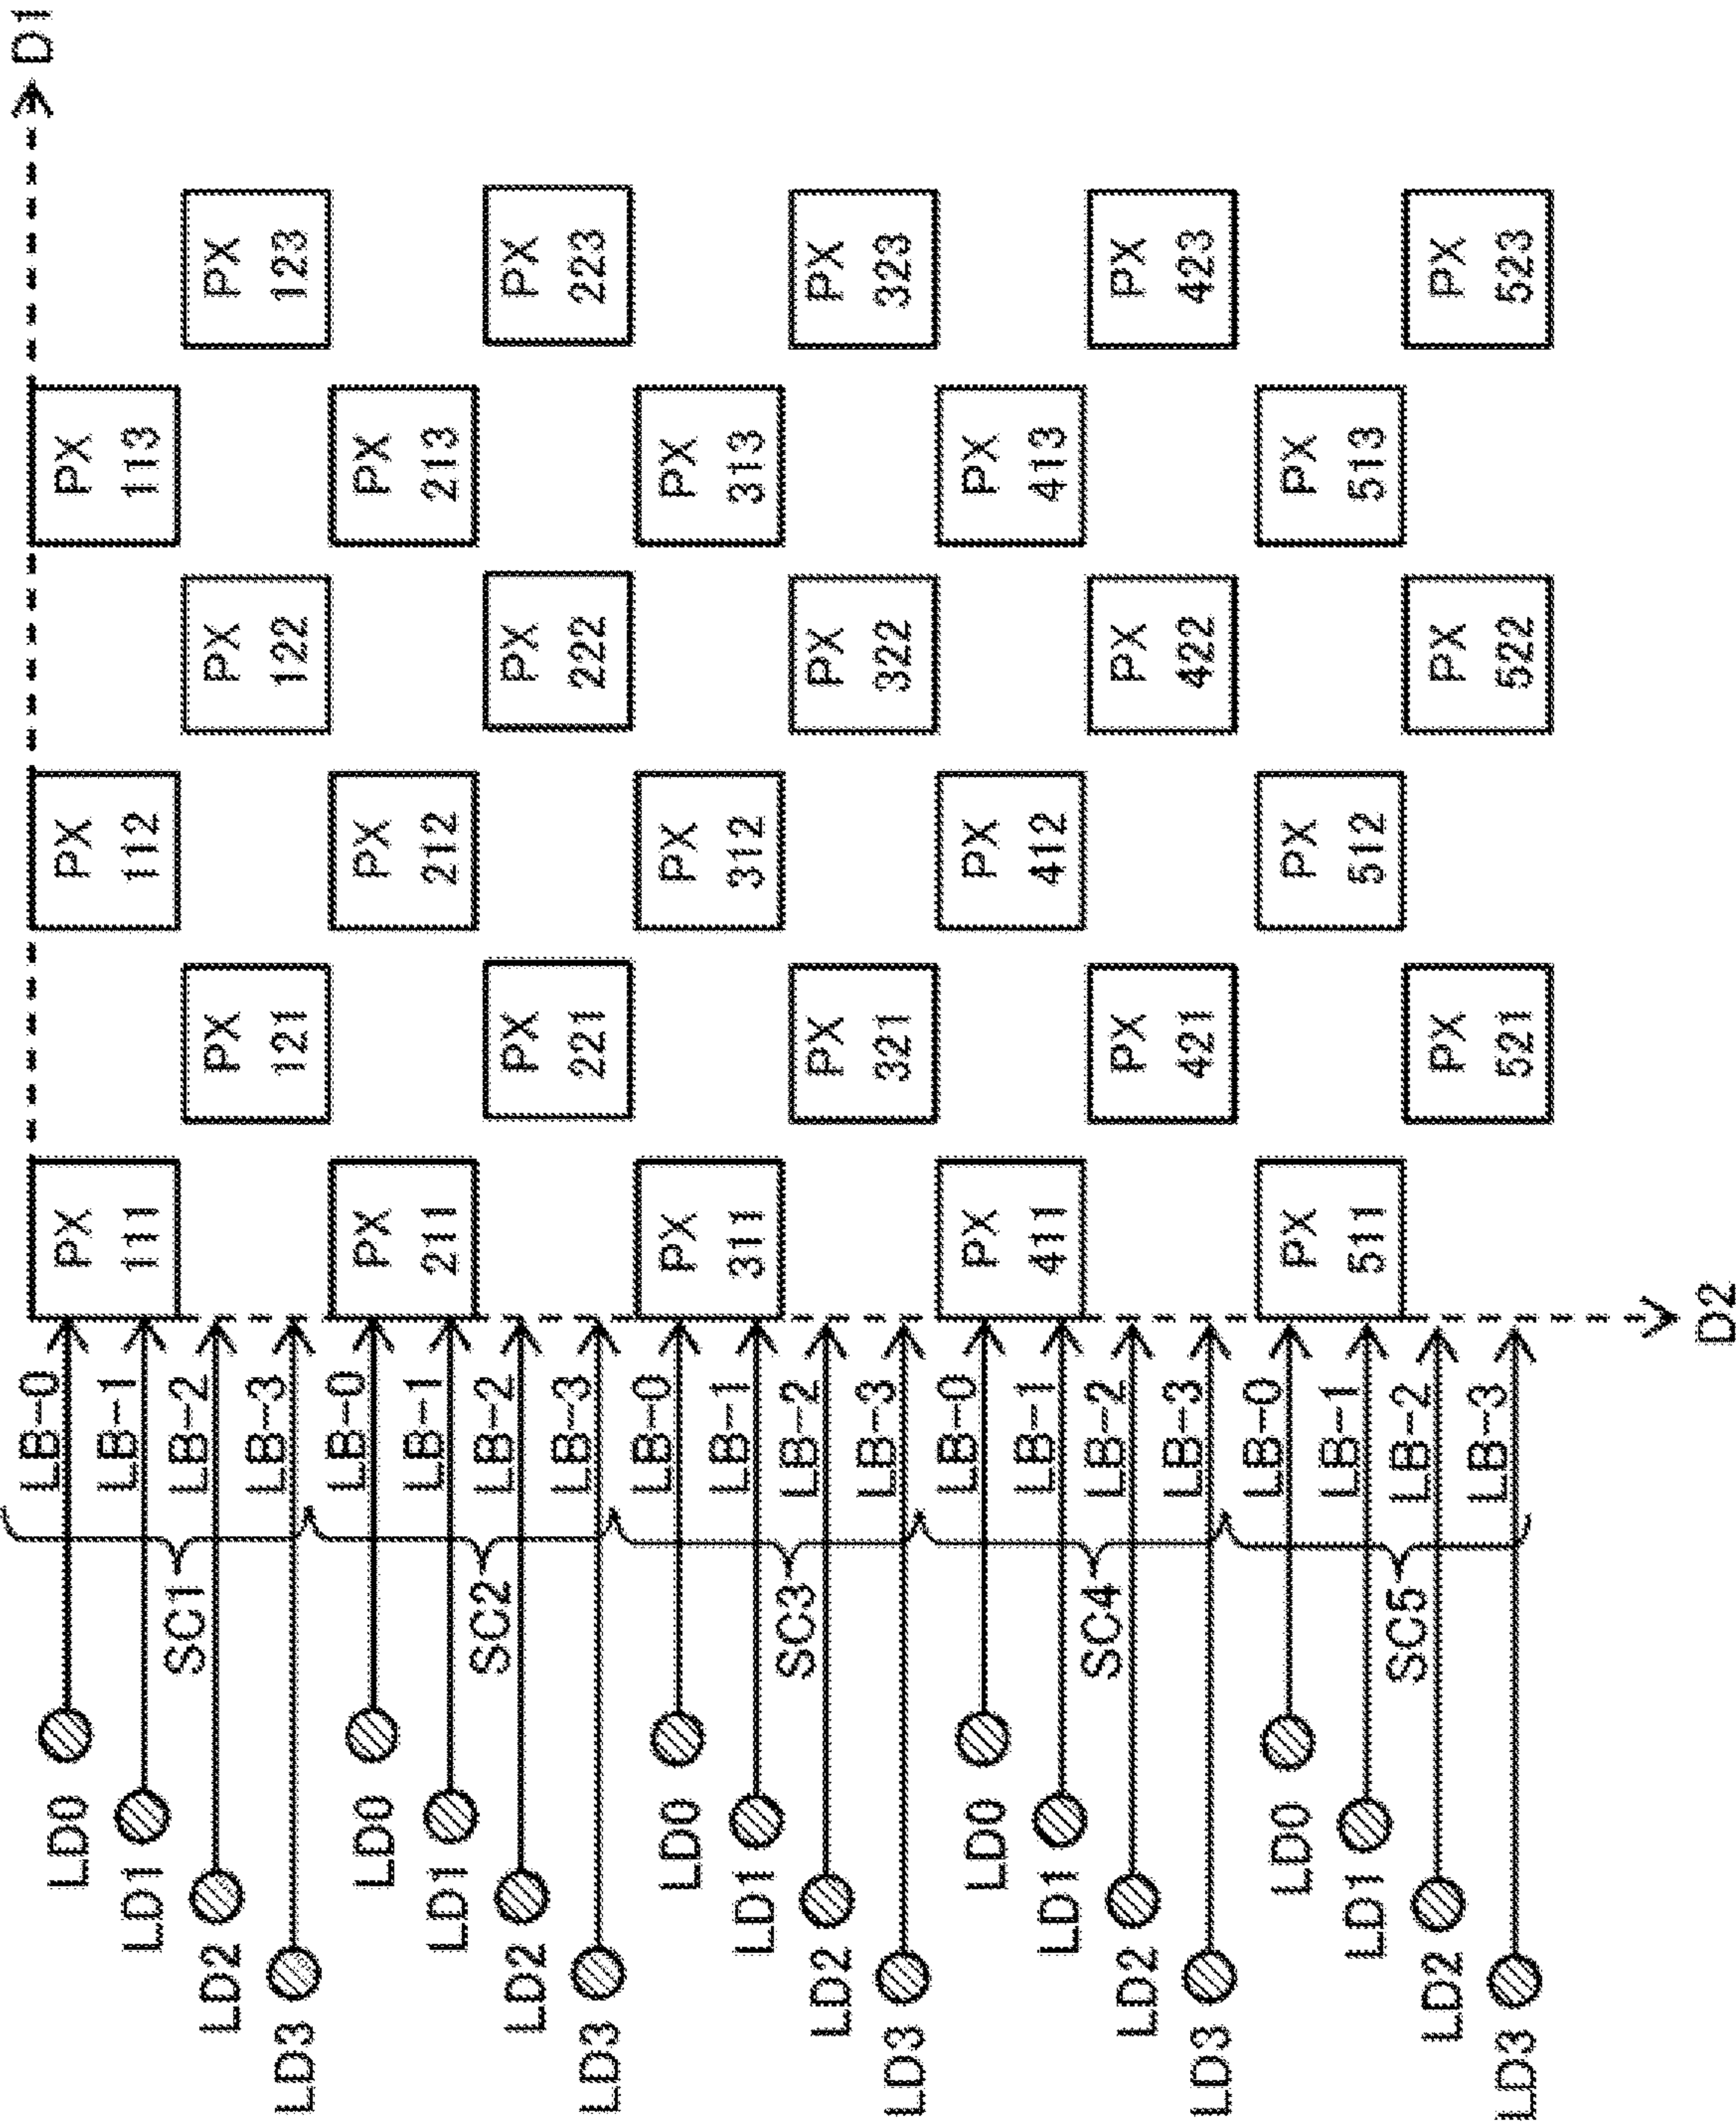 D1
LB-0
LD0 PX PX PX
LB-1
LD1 111 112 113
SC1 LB-2
LD2 PX PX PX
LB-3
LD3 121 122 123
LB-0
LD0 PX PX PX
LB-1
LD1 211 212 213
SC2 LB-2
LD2 PX PX PX
LB-3
LD3 221 222 223
LB-0
LD0 PX PX PX
LB-1
LD1 311 312 313
SC3 LB-2
LD2 PX PX PX
LB-3
LD3 321 322 323
LB-0
LD0 PX PX PX
LB-1
LD1 411 412 413
SC4 LB-2
LD2 PX PX PX
LB-3
LD3 421 422 423
LB-0
LD0 PX PX PX
LB-1
LD1 511 512 513
SC5 LB-2
LD2 PX PX PX
LB-3
LD3 521 522 523
D2